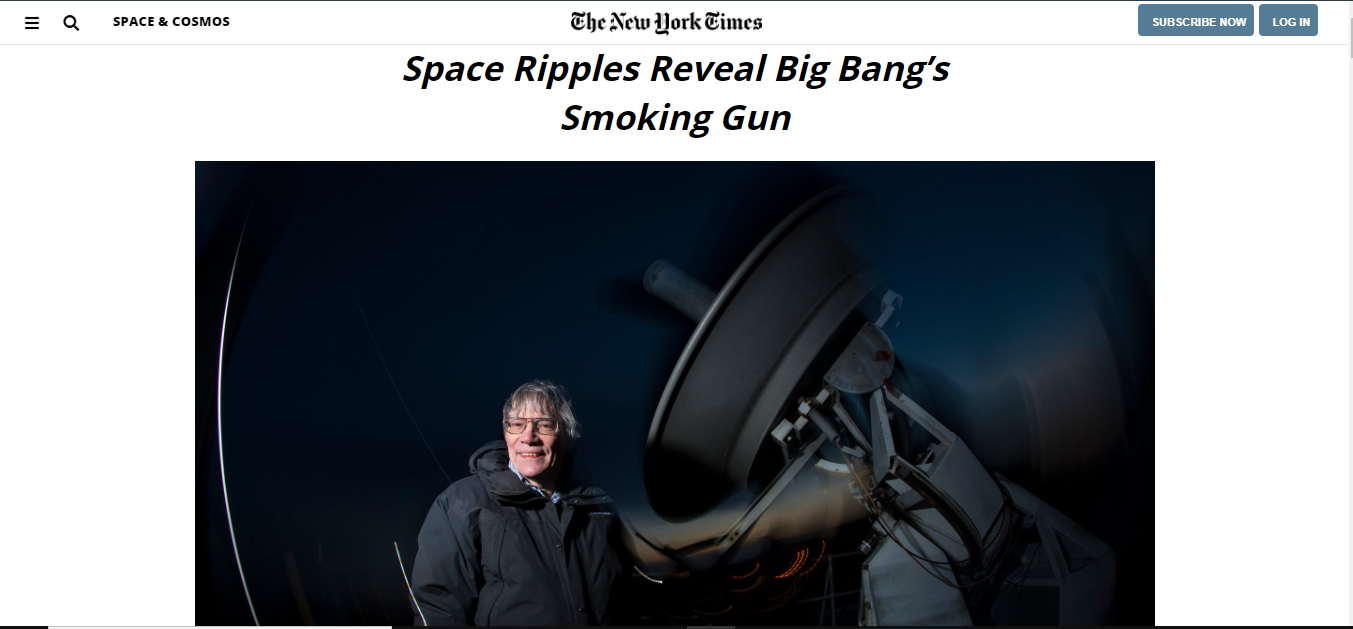 SPACE & COSMOS
The New York Times
SUBSCRIBE NOW
LOG IN
Space Ripples Reveal Big Bang’s
Smoking Gun